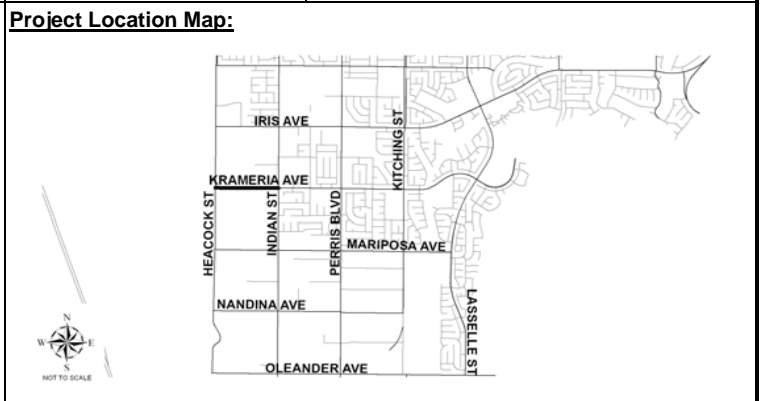 Project Location Map:
IRIS AVE
KITCHING ST
KRAMERIA AVE
HEACOCK ST
INDIAN ST
PERRIS BLVD
MARIPOSA AVE
NANDINA AVE
LASSELLE ST
OLEANDER AVE
N
W E
S
NOT TO SCALE